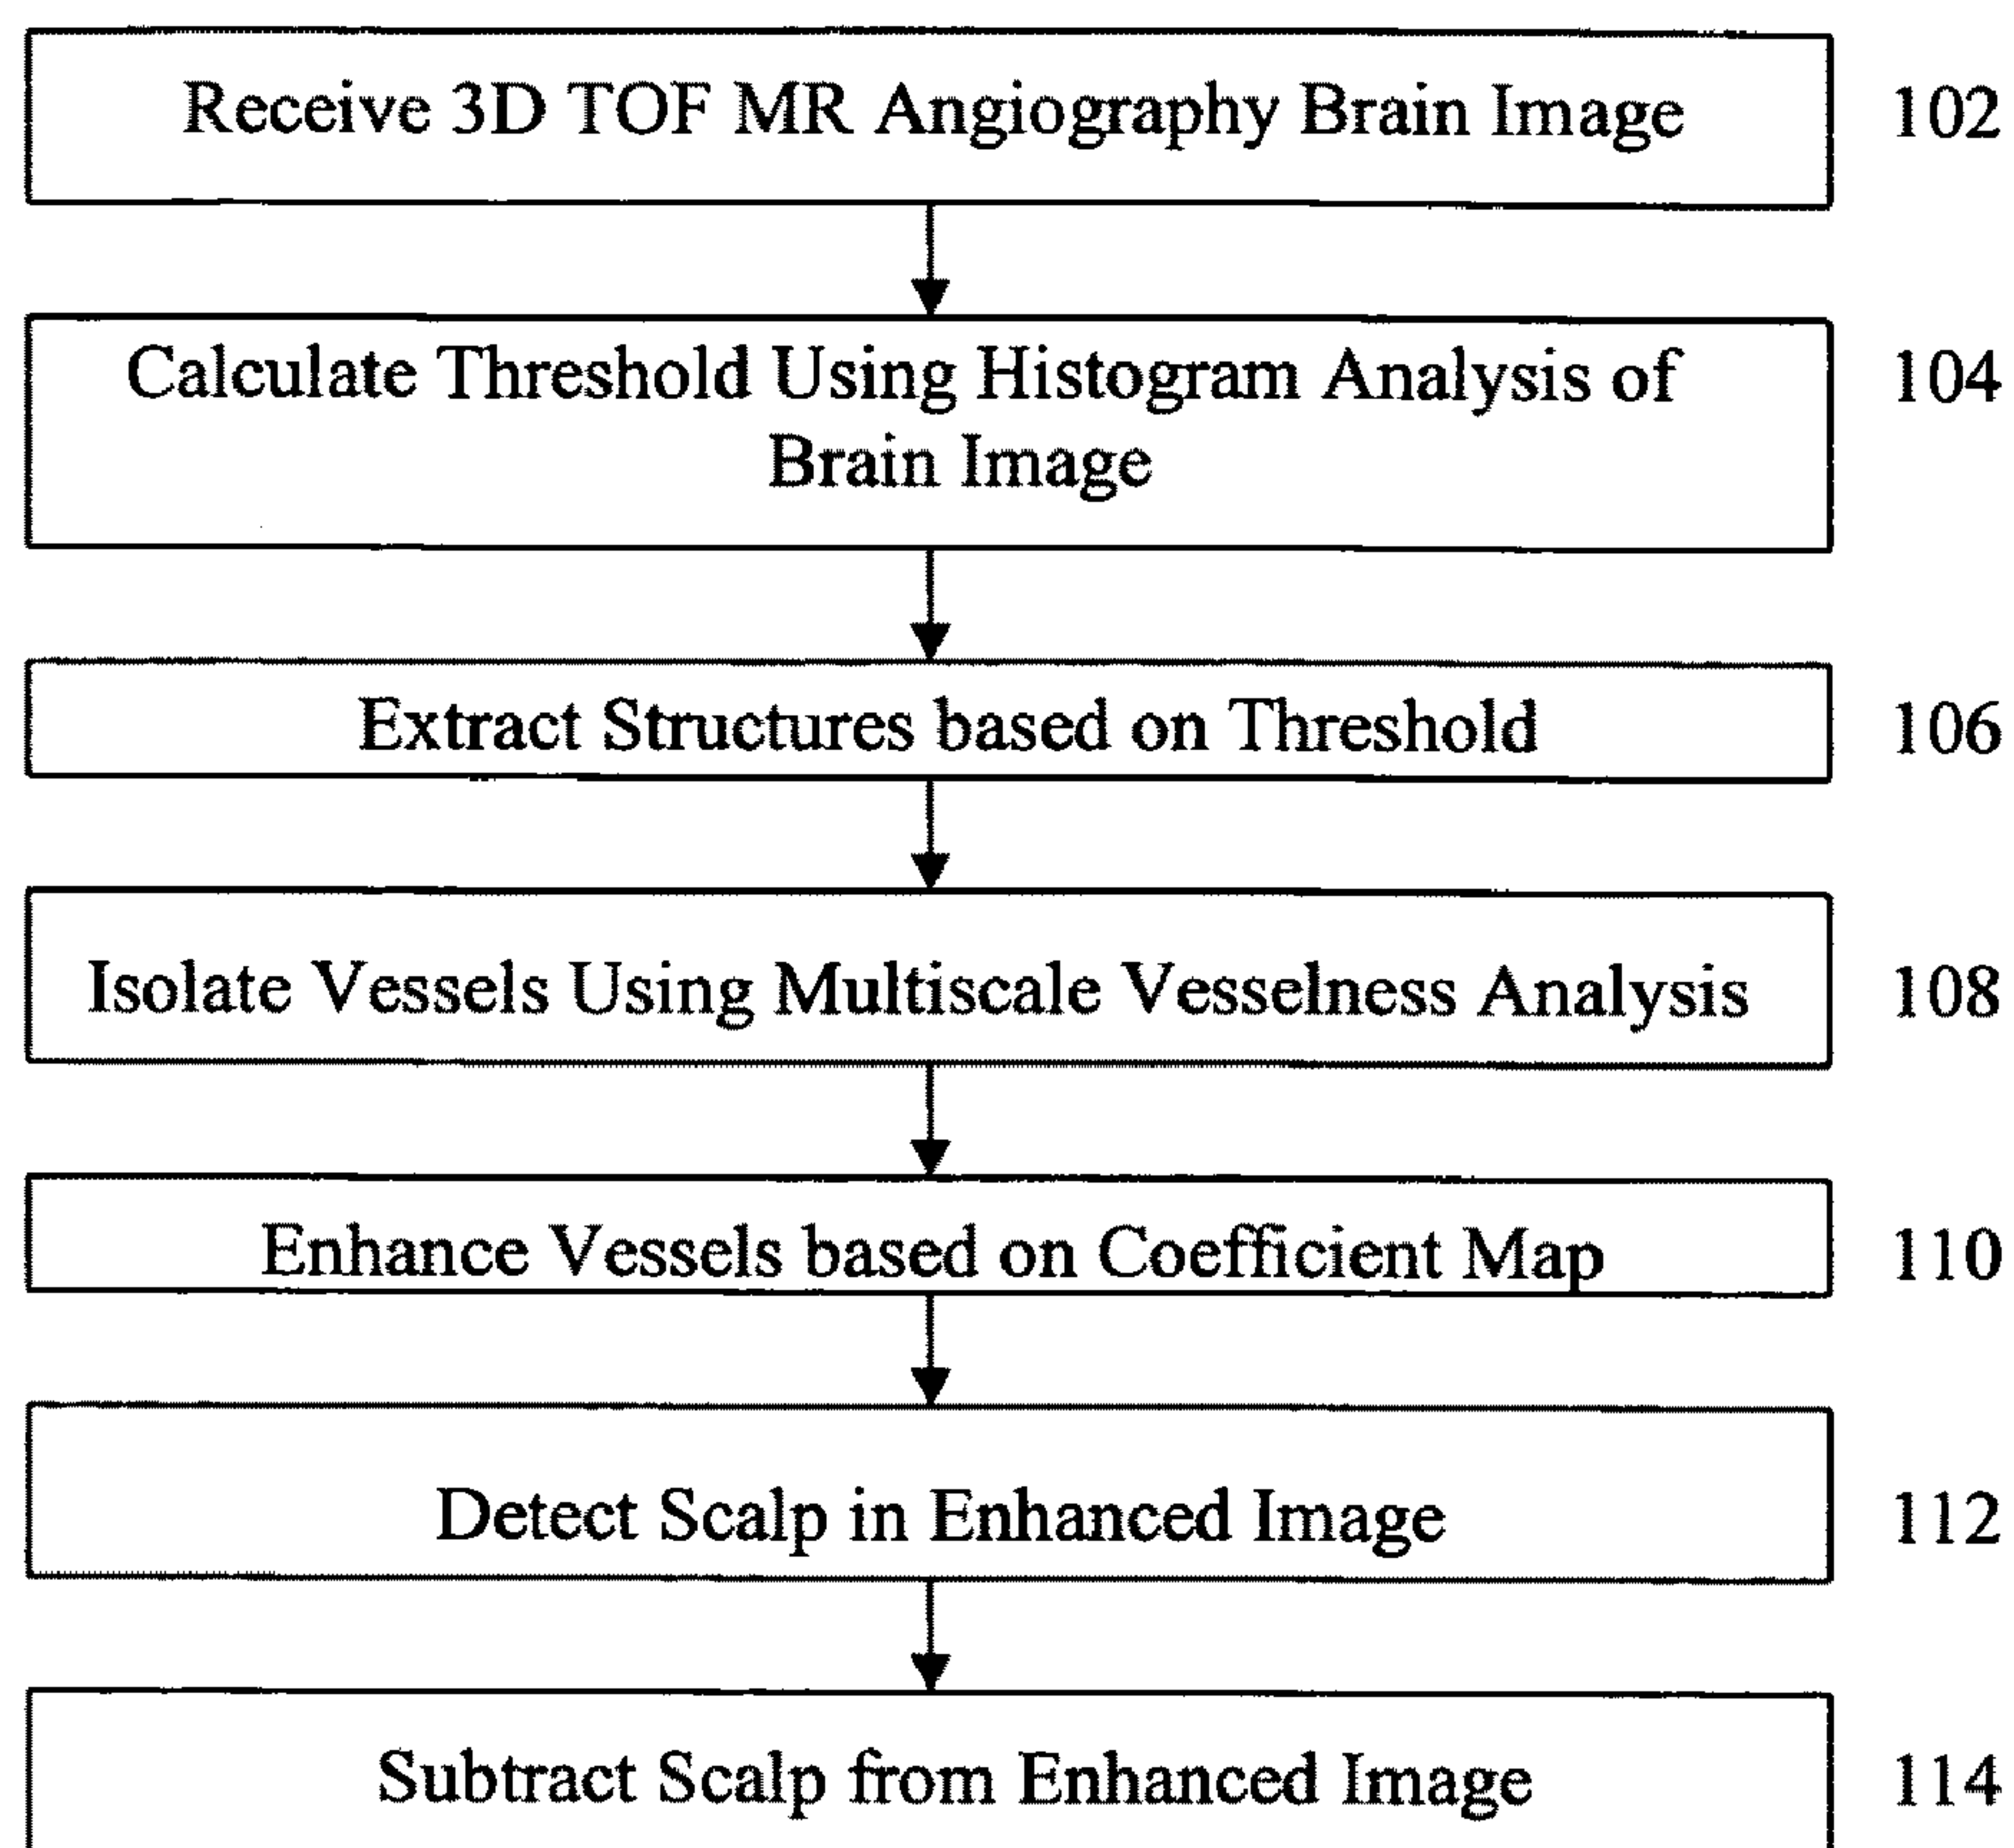 Receive 3D TOF MR Angiography Brain Image 102
Calculate Threshold Using Histogram Analysis of 104
Brain Image
Extract Structures based on Threshold 106
Isolate Vessels Using Multiscale Vesselness Analysis 108
Enhance Vessels based on Coefficient Map 110
Detect Scalp in Enhanced Image 112
Subtract Scalp from Enhanced Image 114